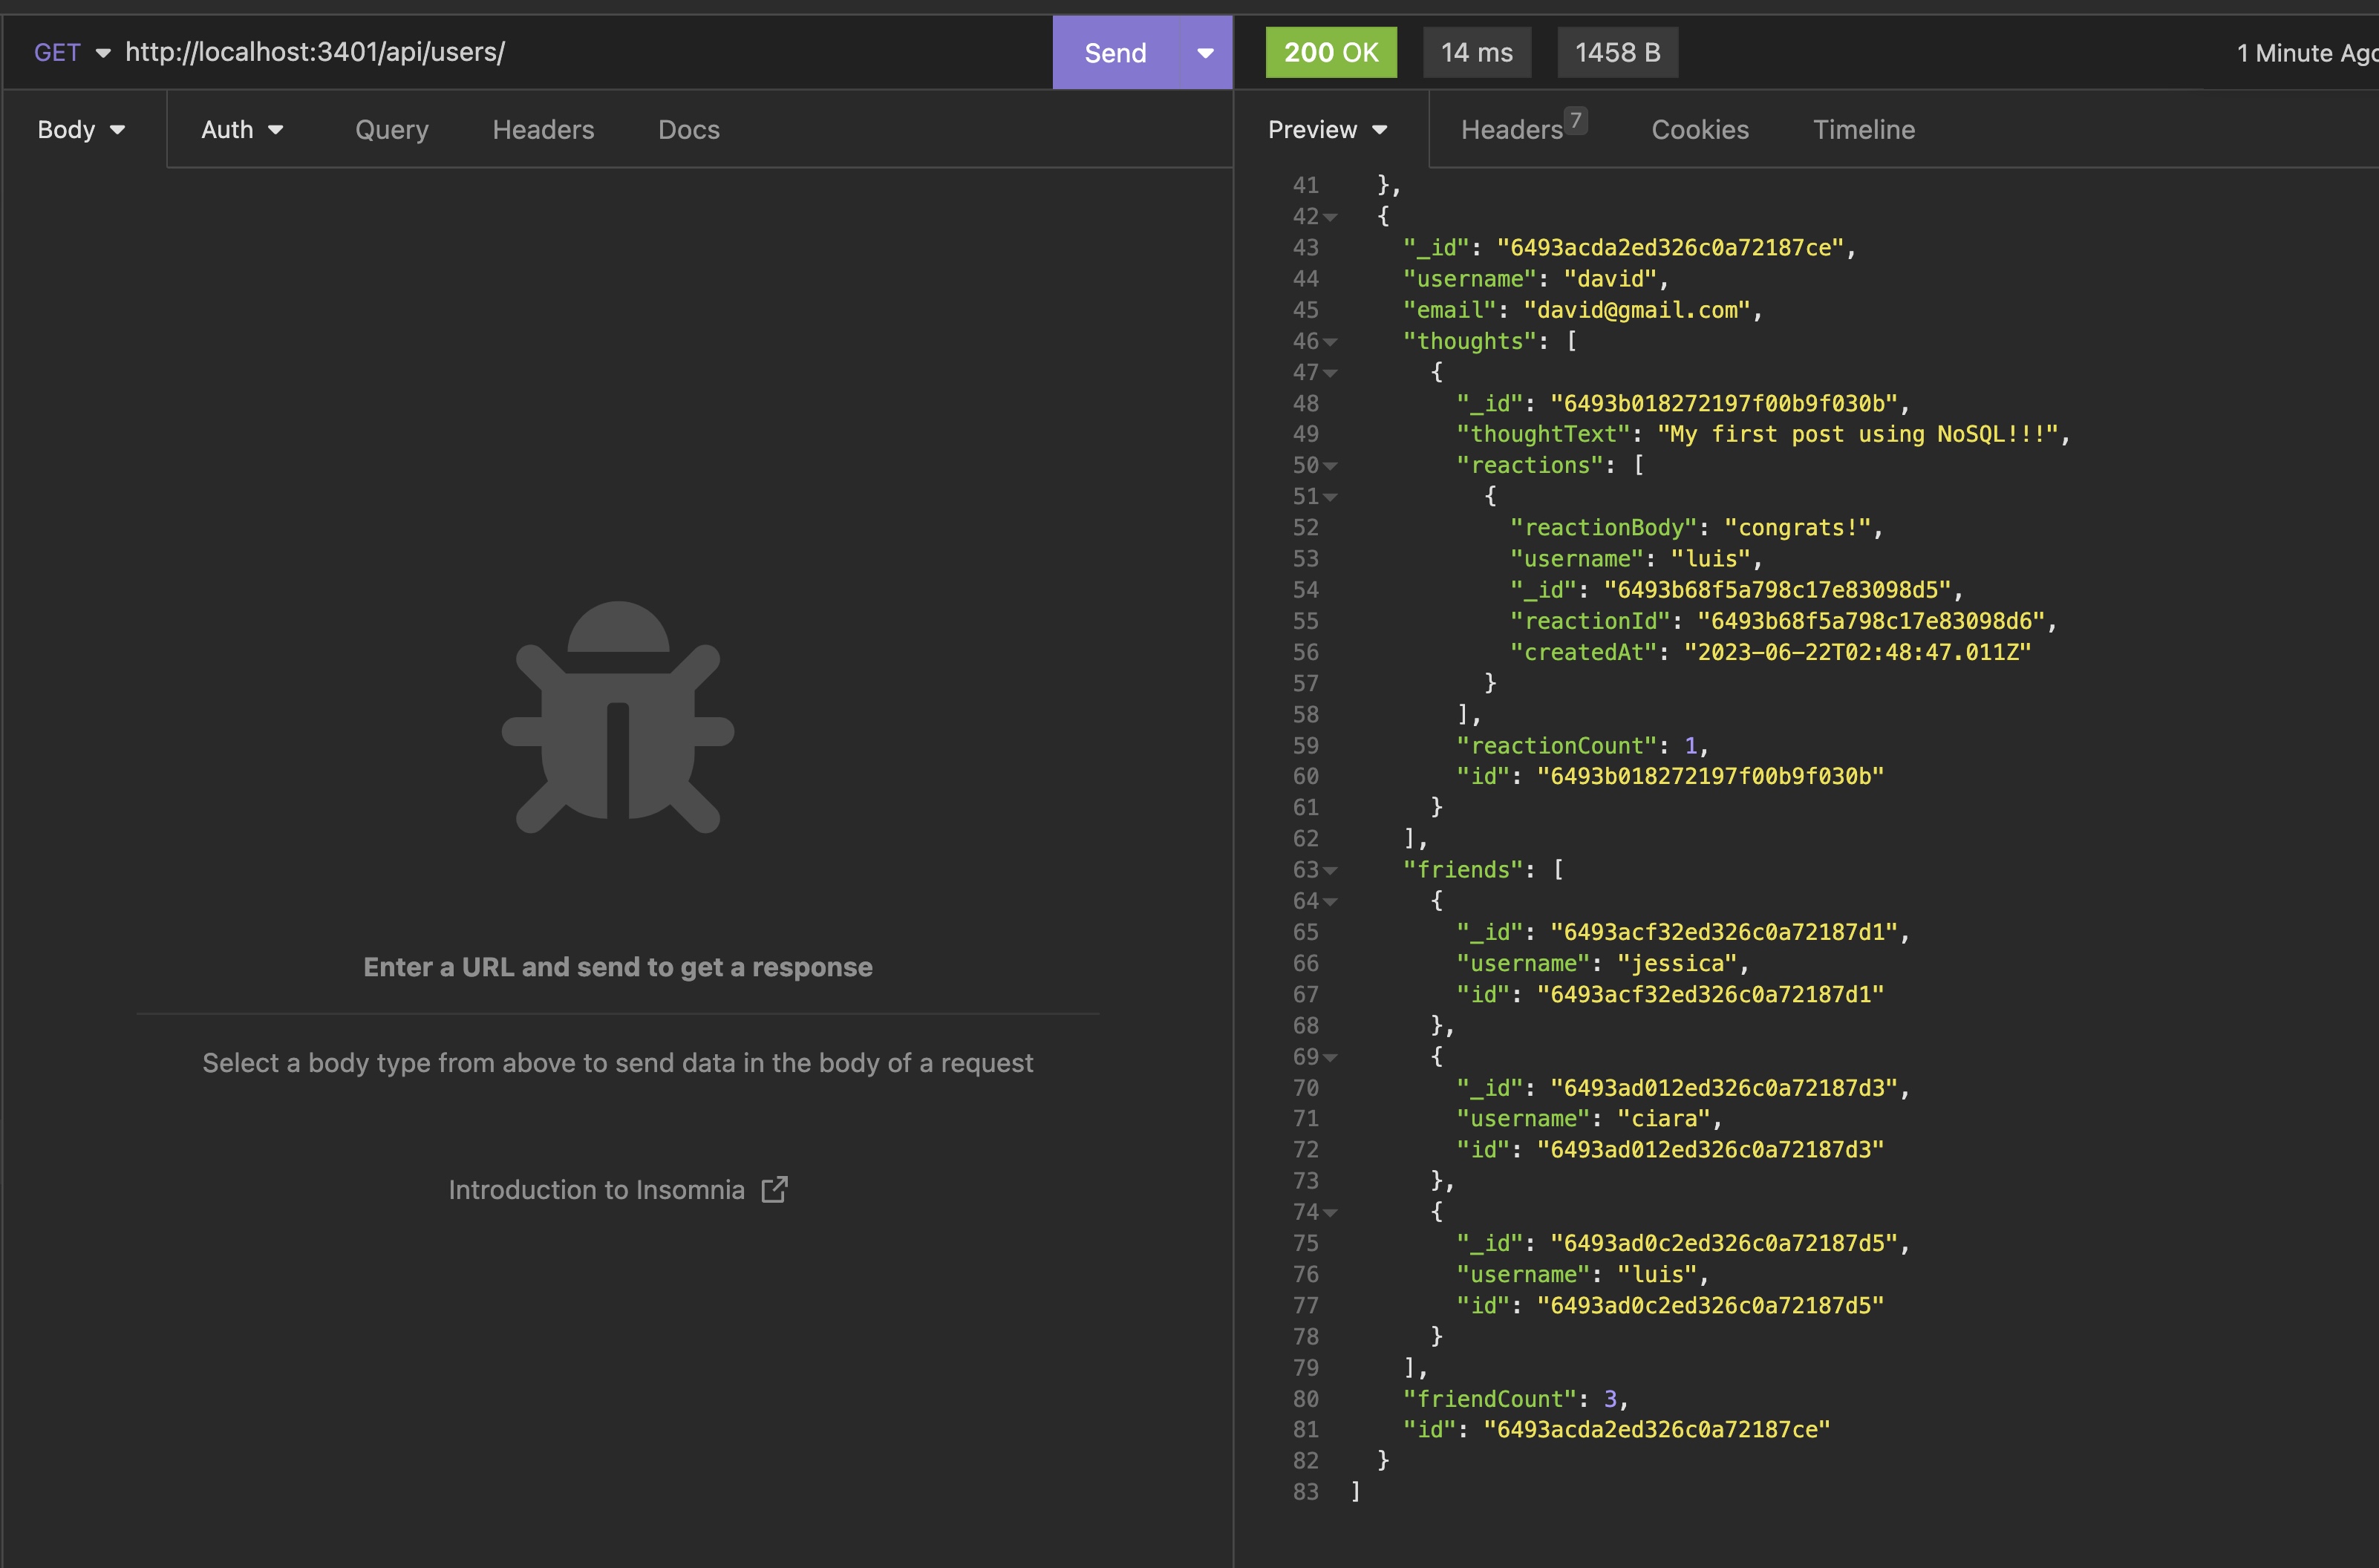 GET http://localhost:3401/api/users/ Send
200 OK 14 ms 1458 B 1 Minute Ago
Body Auth Query Headers Docs
Preview Headers 7 Cookies Timeline
Enter a URL and send to get a response
Select a body type from above to send data in the body of a request
Introduction to Insomnia
41 },
42 {
43 "_id": "6493acda2ed326c0a72187ce",
44 "username": "david",
45 "email": "david@gmail.com",
46 "thoughts": [
47 {
48 "_id": "6493b018272197f00b9f030b",
49 "thoughtText": "My first post using NoSQL!!!",
50 "reactions": [
51 {
52 "reactionBody": "congrats!",
53 "username": "luis",
54 "_id": "6493b68f5a798c17e83098d5",
55 "reactionId": "6493b68f5a798c17e83098d6",
56 "createdAt": "2023-06-22T02:48:47.011Z"
57 }
58 ],
59 "reactionCount": 1,
60 "id": "6493b018272197f00b9f030b"
61 }
62 ],
63 "friends": [
64 {
65 "_id": "6493acf32ed326c0a72187d1",
66 "username": "jessica",
67 "id": "6493acf32ed326c0a72187d1"
68 },
69 {
70 "_id": "6493ad012ed326c0a72187d3",
71 "username": "ciara",
72 "id": "6493ad012ed326c0a72187d3"
73 },
74 {
75 "_id": "6493ad0c2ed326c0a72187d5",
76 "username": "luis",
77 "id": "6493ad0c2ed326c0a72187d5"
78 }
79 ],
80 "friendCount": 3,
81 "id": "6493acda2ed326c0a72187ce"
82 }
83 ]